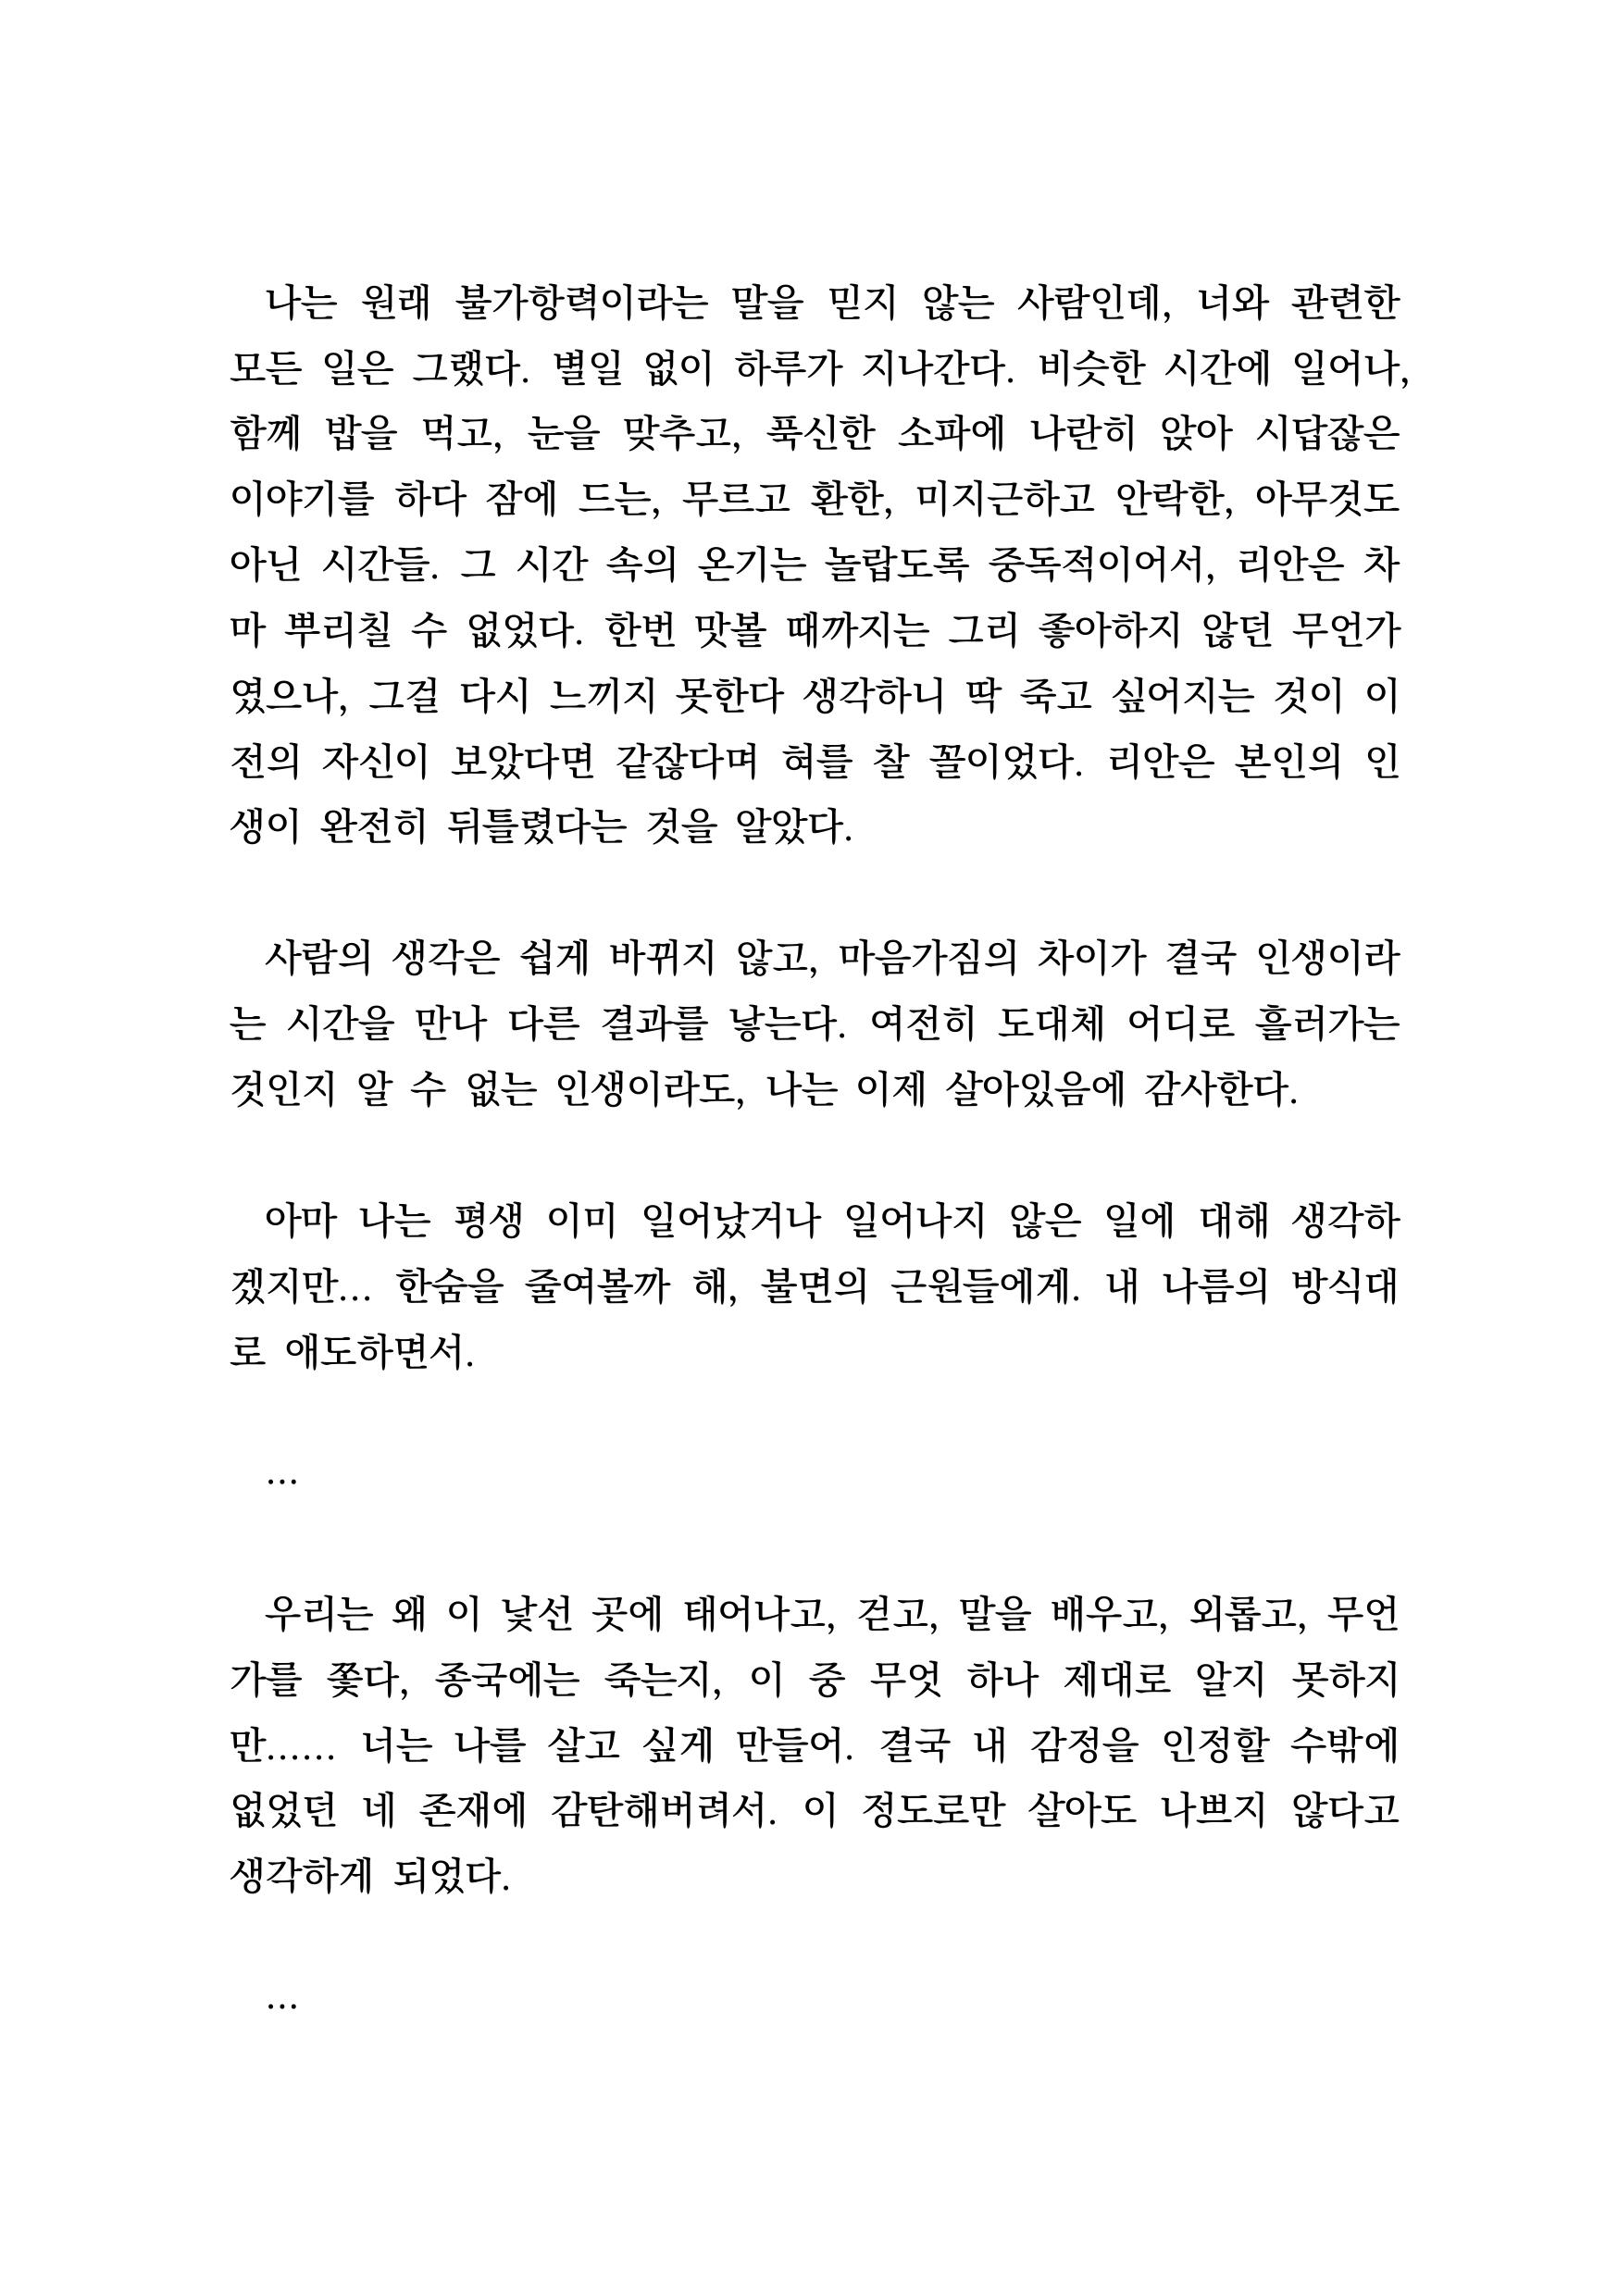 나는 원래 불가항력이라는 말을 믿지 않는 사람인데, 너와 관련한
모든 일은 그랬다. 별일 없이 하루가 지나간다. 비슷한 시간에 일어나,
함께 밥을 먹고, 눈을 맞추고, 푹신한 소파에 나란히 앉아 시답잖은
이야기를 하다 잠에 드는, 무르고 환한, 미지근하고 안락한, 아무것도
아닌 시간들. 그 시간 속의 온기는 놀랍도록 중독적이어서, 리안은 차
마 뿌리칠 수 없었다. 한번 맛볼 때까지는 그리 좋아하지 않던 무언가
였으나, 그걸 다시 느끼지 못한다 생각하니 딱 죽고 싶어지는 것이 이
전의 자신이 보았다면 같잖다며 혀를 찰 꼴이었다. 리안은 본인의 인
생이 완전히 뒤틀렸다는 것을 알았다.
사람의 생각은 쉽게 바뀌지 않고, 마음가짐의 차이가 결국 인생이라
는 시간을 만나 다른 결과를 낳는다. 여전히 도대체 어디로 흘러가는
것인지 알 수 없는 인생이라도, 나는 이제 살아있음에 감사한다.
아마 나는 평생 이미 일어났거나 일어나지 않은 일에 대해 생각하
겠지만... 한숨을 줄여볼까 해, 불면의 근원들에게. 내 나름의 방식대
로 애도하면서.
...
우리는 왜 이 낯선 곳에 태어나고, 걷고, 말을 배우고, 외롭고, 무언
가를 쫓다, 종국에는 죽는지, 이 중 무엇 하나 제대로 알지 못하지
만...... 너는 나를 살고 싶게 만들어. 결국 내 감정을 인정할 수밖에
없었던 네 존재에 감탄해버려서. 이 정도로만 살아도 나쁘지 않다고
생각하게 되었다.
...